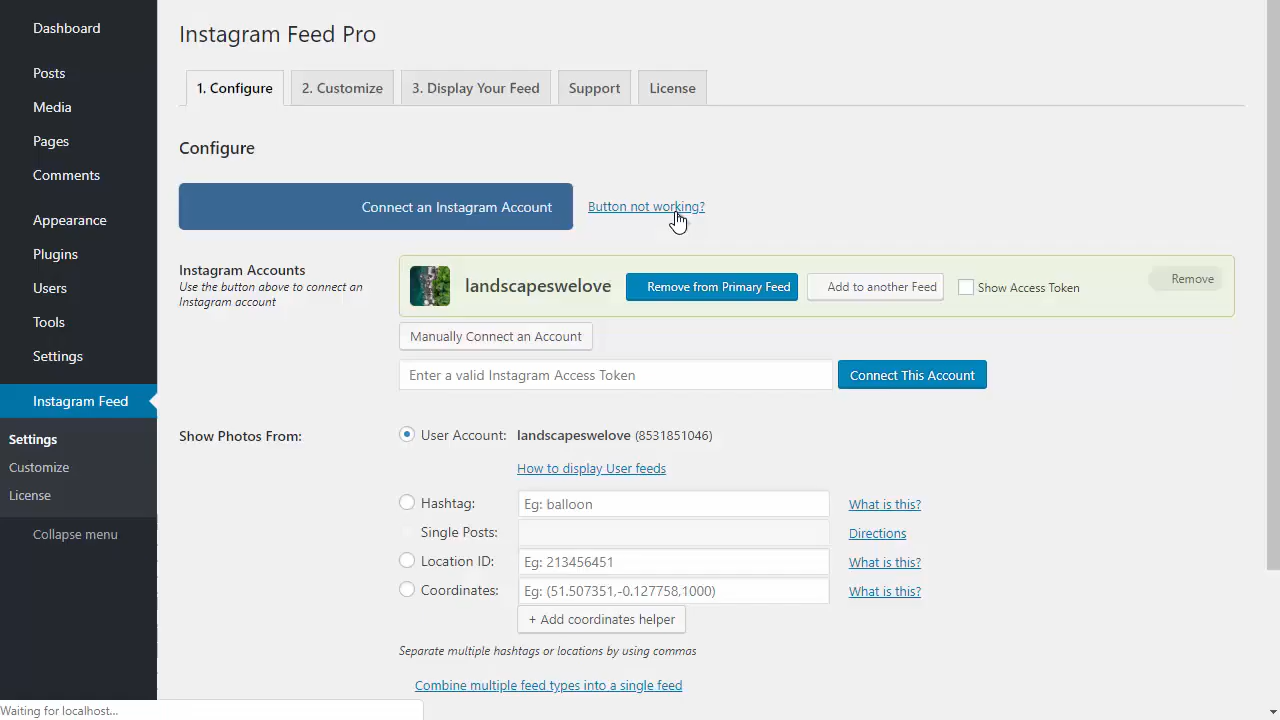 Dashboard
Posts
Media
Pages
Comments
Appearance
Plugins
Users
Tools
Settings
Instagram Feed
Settings
Customize
License
Collapse menu
Instagram Feed Pro
1. Configure
2. Customize
3. Display Your Feed
Support
License
Configure
Connect an Instagram Account
Button not working?
Instagram Accounts
Use the button above to connect an
Instagram account
landscapeswelove
Remove from Primary Feed
Add to another Feed
Show Access Token
Remove
Manually Connect an Account
Enter a valid Instagram Access Token
Connect This Account
Show Photos From:
User Account: landscapeswelove (8531851046)
How to display User feeds
Hashtag: Eg: balloon What is this?
Single Posts: Directions
Location ID: Eg: 213456451 What is this?
Coordinates: Eg: (51.507351,-0.127758,1000) What is this?
+ Add coordinates helper
Separate multiple hashtags or locations by using commas
Combine multiple feed types into a single feed
Waiting for localhost...